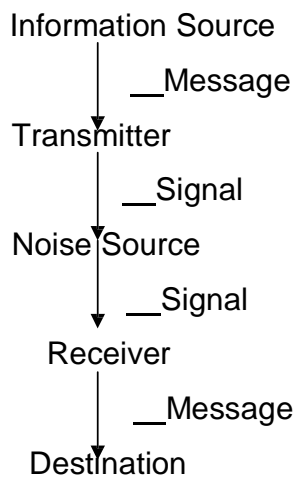 Information Source
__Message
Transmitter
__Signal
Noise Source
__Signal
Receiver
__Message
Destination